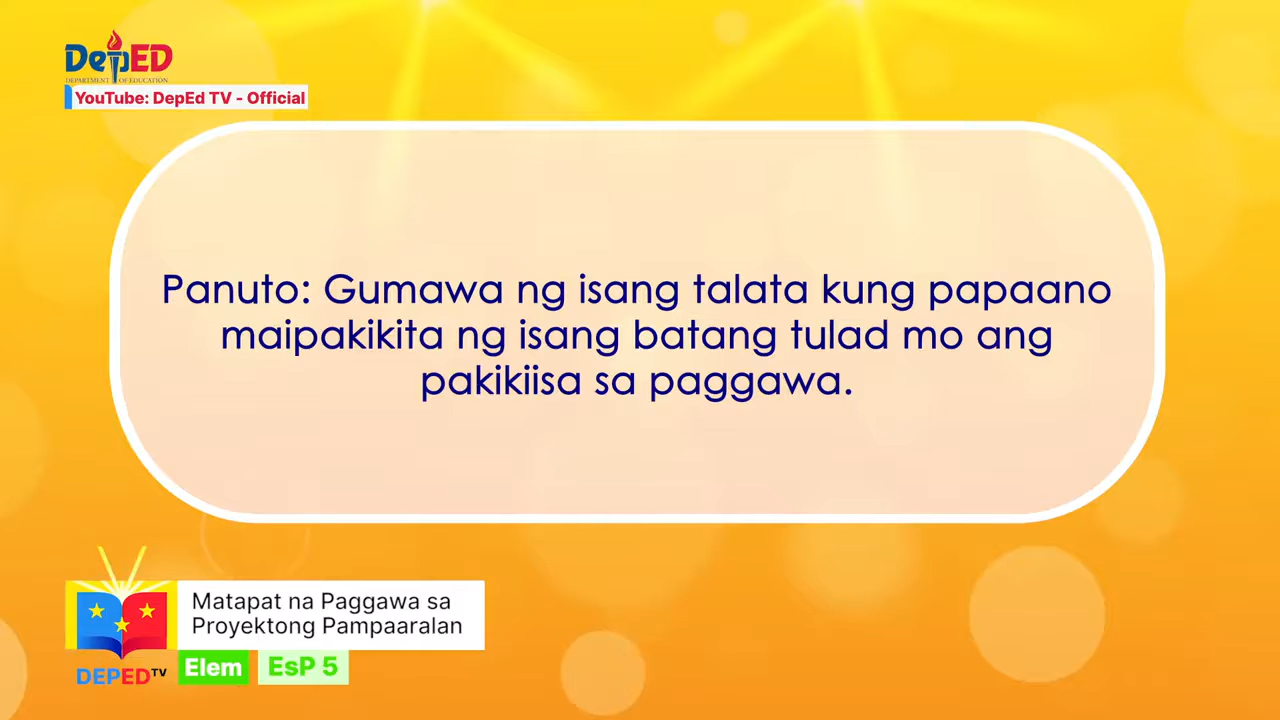 DepED
DEPARTMENT OF EDUCATION
YouTube: DepEd TV - Official
Panuto: Gumawa ng isang talata kung papaano
maipakikita ng isang batang tulad mo ang
pakikiisa sa paggawa.
Matapat na Paggawa sa
Proyektong Pampaaralan
DEPED TV
Elem
EsP 5